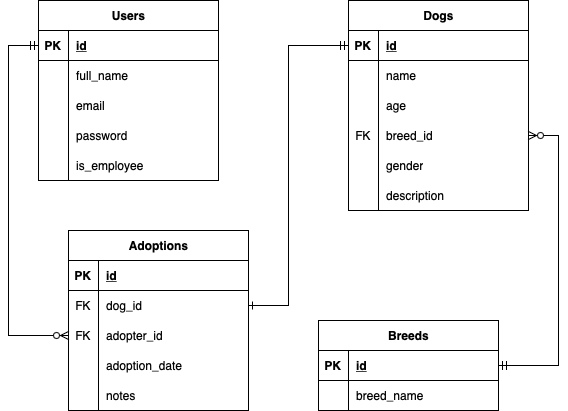 Users
PK id
full_name
email
password
is_employee
Dogs
PK id
name
age
FK breed_id
gender
description
Adoptions
PK id
FK dog_id
FK adopter_id
adoption_date
notes
Breeds
PK id
breed_name